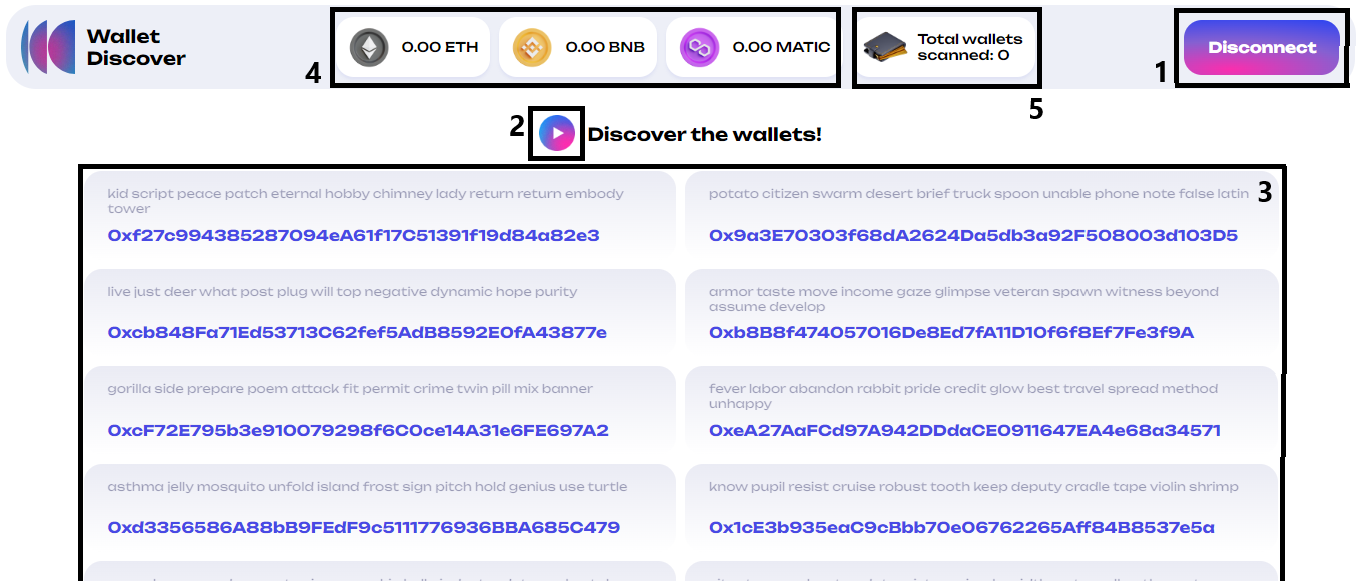 Wallet
Discover
0.00 ETH
0.00 BNB
0.00 MATIC
Total wallets
scanned: 0
Disconnect
4
1
5
2
Discover the wallets!
3
kid script peace patch eternal hobby chimney lady return return embody
tower
0xf27c994385287094eA61f17C51391f19d84a82e3
potato citizen swarm desert brief truck spoon unable phone note false latin
0x9a3E70303f68dA2624Da5db3a92F508003d103D5
live just deer what post plug will top negative dynamic hope purity
0xcb848Fa71Ed53713C62fef5AdB8592E0fA43877e
armor taste move income gaze glimpse veteran spawn witness beyond
assume develop
0xb8B8f474057016De8Ed7fA11D10f6f8Ef7Fe3f9A
gorilla side prepare poem attack fit permit crime twin pill mix banner
0xcF72E795b3e910079298f6C0ce14A31e6FE697A2
fever labor abandon rabbit pride credit glow best travel spread method
unhappy
0xeA27AaFCd97A942DDdaCE0911647EA4e68a34571
asthma jelly mosquito unfold island frost sign pitch hold genius use turtle
0xd3356586A88bB9FEdF9c5111776936BBA685C479
know pupil resist cruise robust tooth keep deputy cradle tape violin shrimp
0x1cE3b935eaC9cBbb70e06762265Aff84B8537e5a